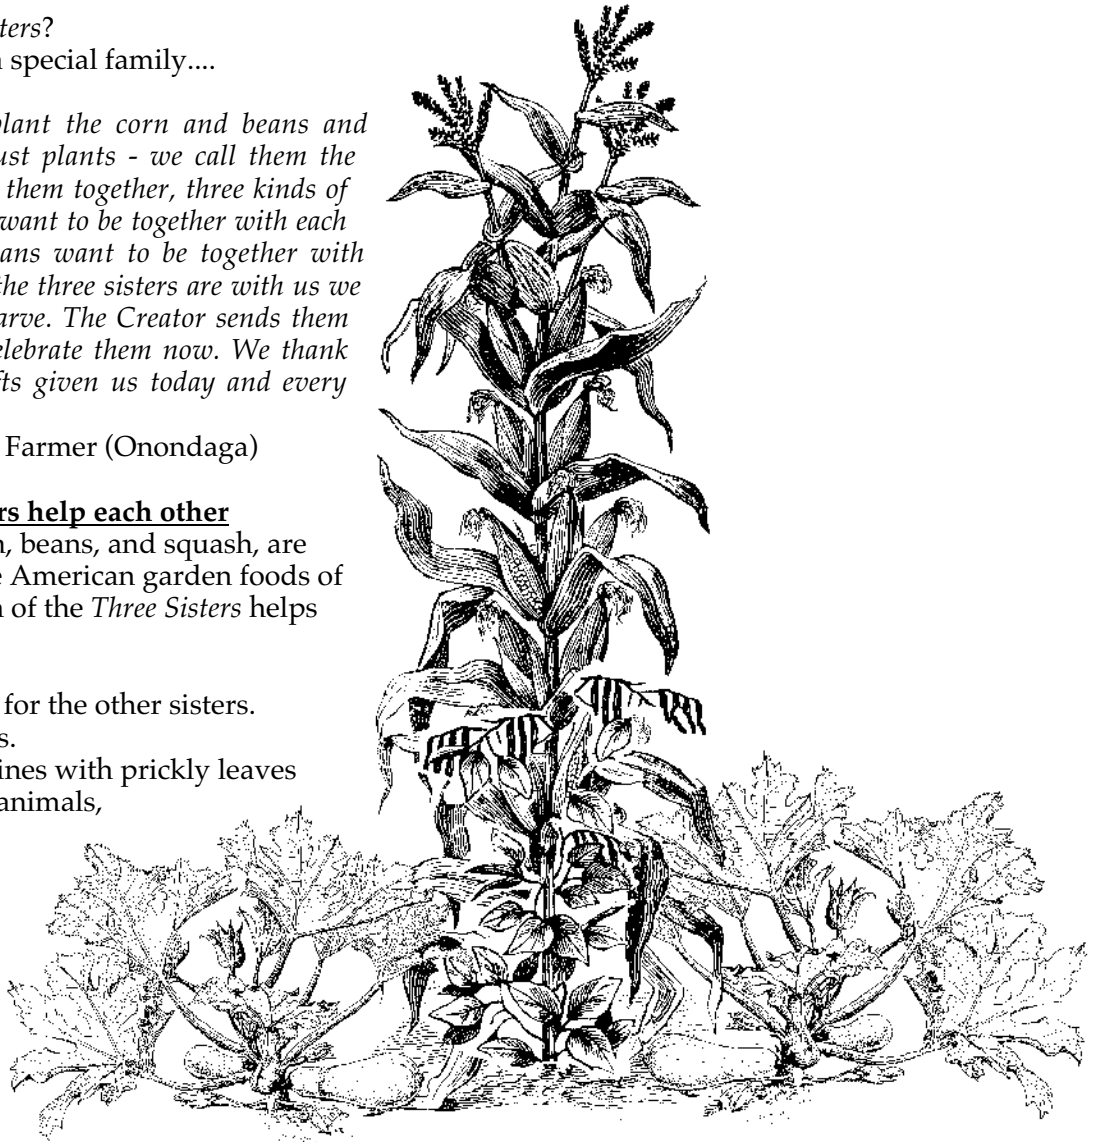 ters?
special family....
plant the corn and beans and
ust plants - we call them the
them together, three kinds of
want to be together with each
ans want to be together with
the three sisters are with us we
arve. The Creator sends them
elebrate them now. We thank
fts given us today and every
Farmer (Onondaga)
rs help each other
, beans, and squash, are
American garden foods of
of the Three Sisters helps
for the other sisters.
s.
ines with prickly leaves
animals,